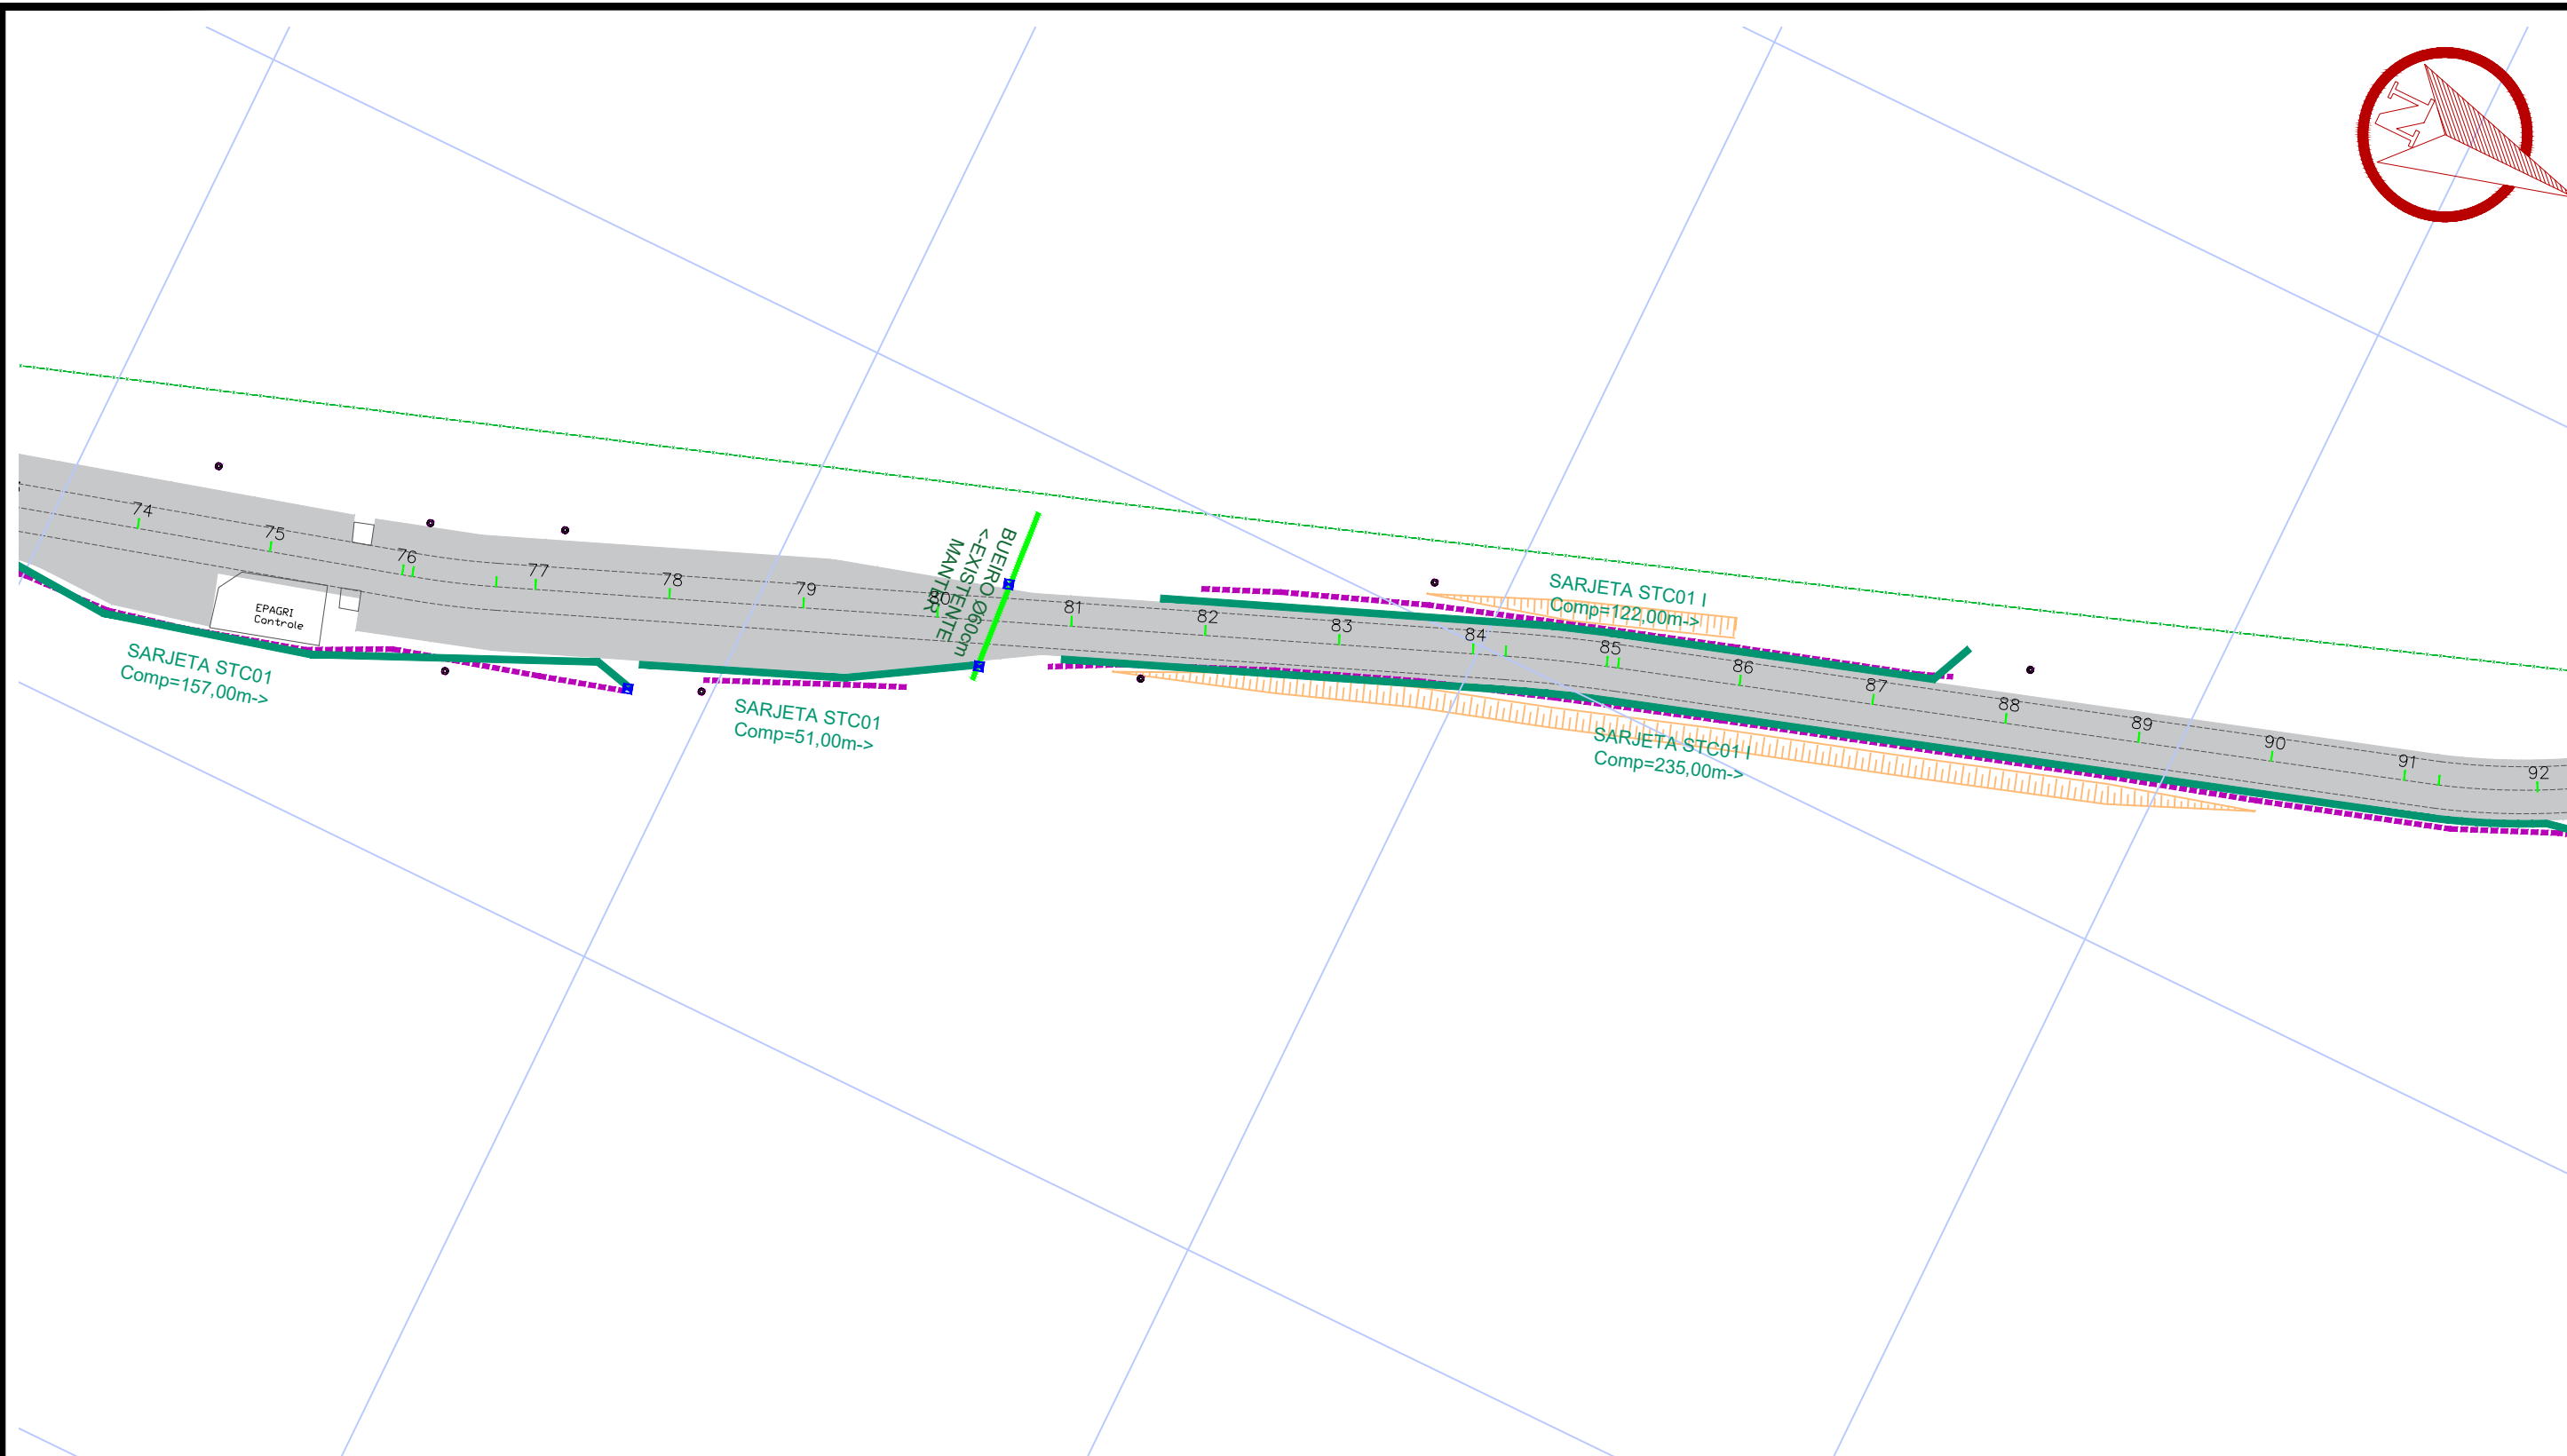 74
75
76
77
78
79
80
81
82
83
84
85
86
87
88
89
90
91
92
EPAGRI
Controle
SARJETA STC01
Comp=157,00m->
SARJETA STC01
Comp=51,00m->
BUEIRO Ø60cm
<-EXISTENTE
MANTER
SARJETA STC01 I
Comp=122,00m->
SARJETA STC01 I
Comp=235,00m->
N